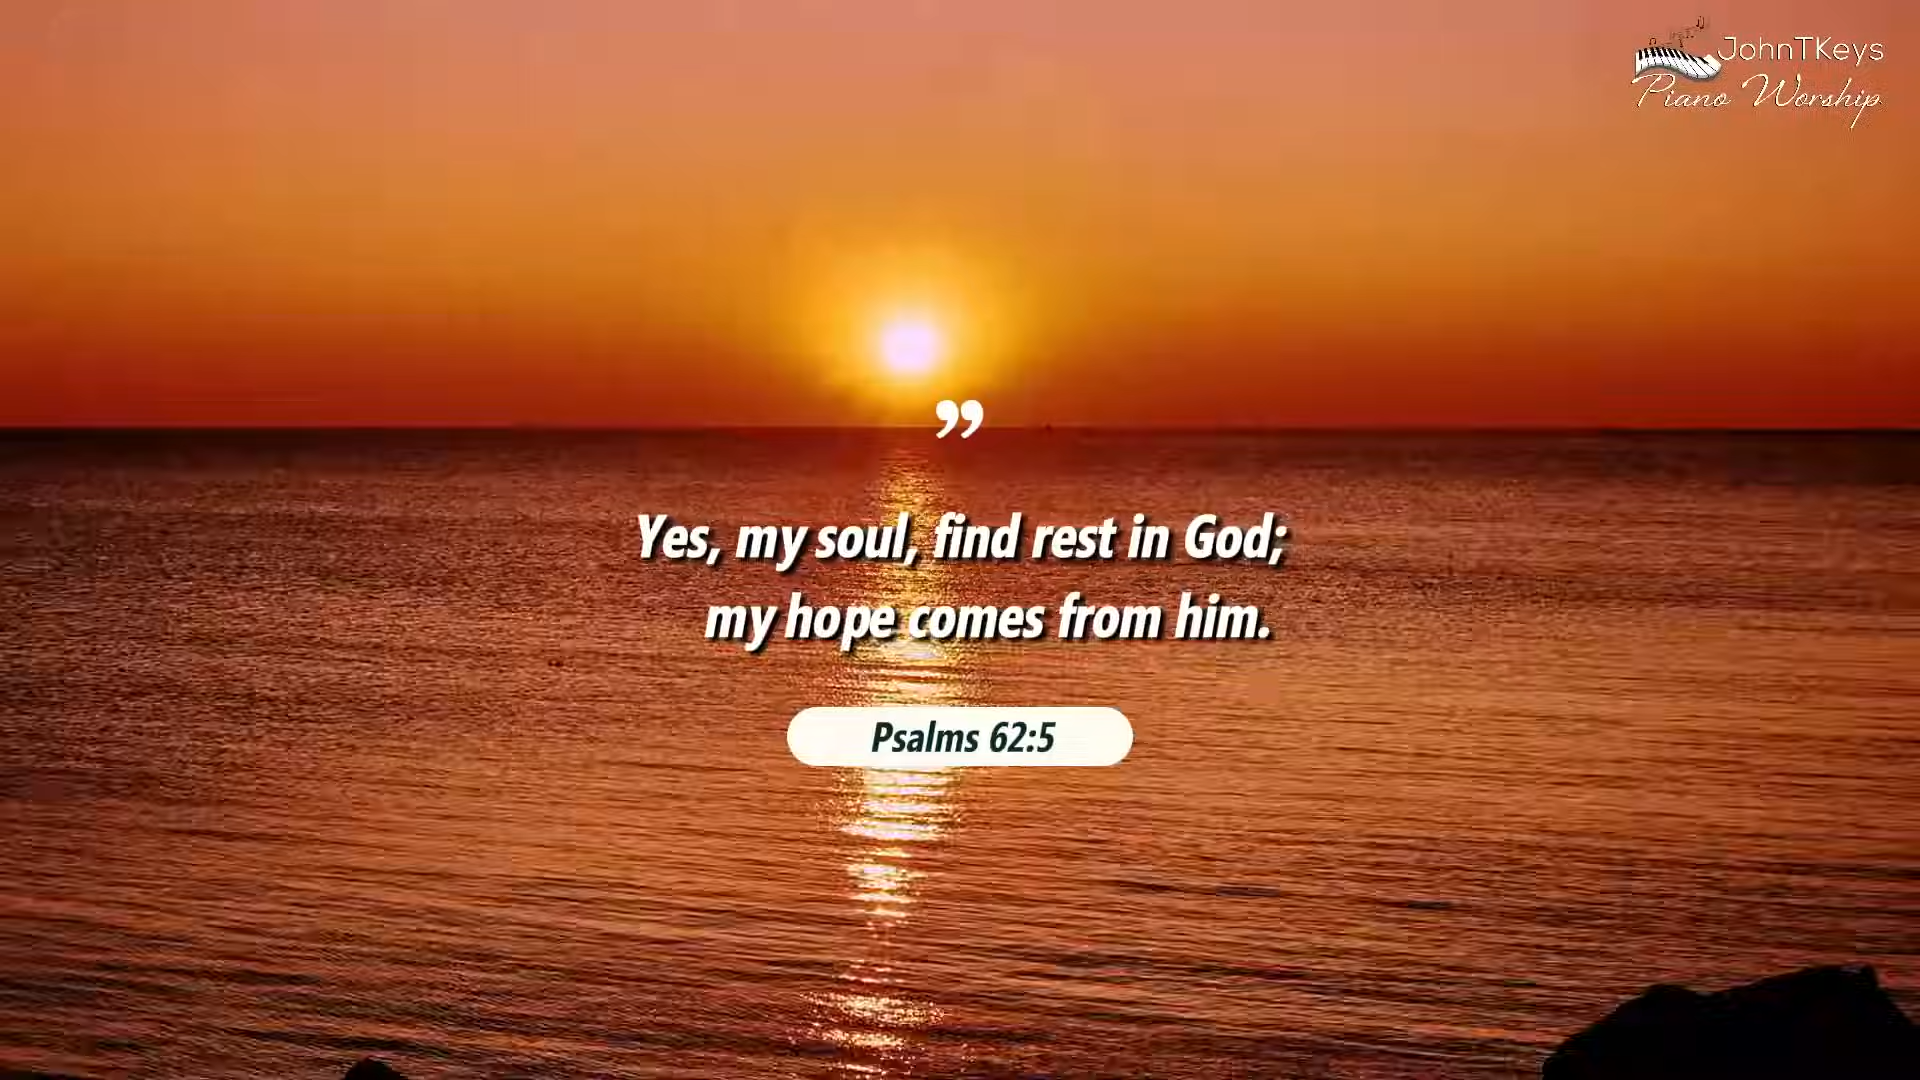 JohnTKeys
Piano Worship
”
Yes, my soul, find rest in God;
my hope comes from him.
Psalms 62:5